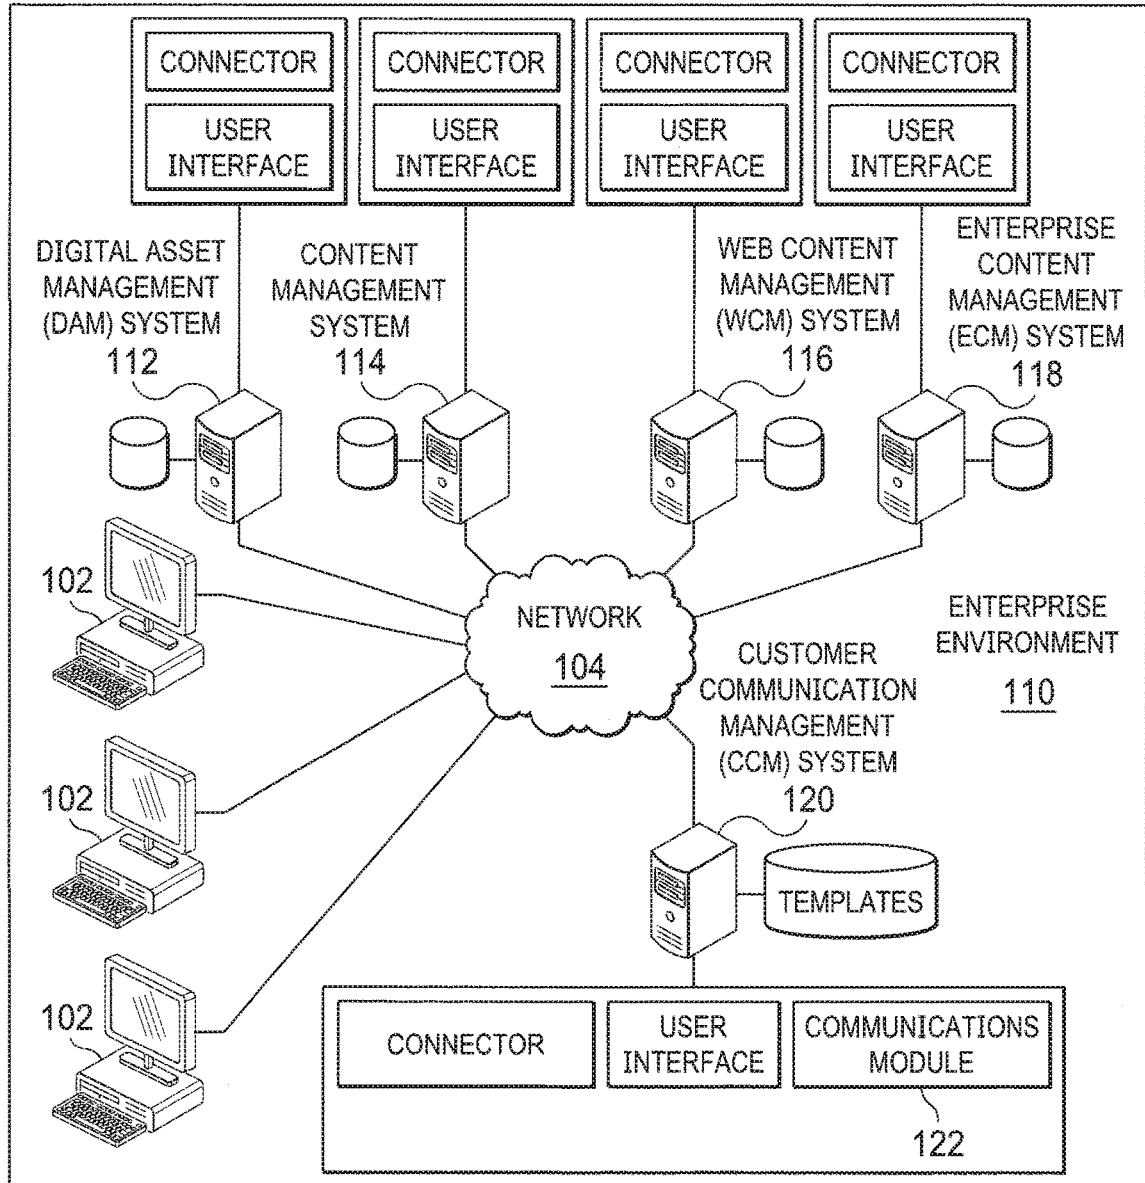 CONNECTOR
USER
INTERFACE
CONNECTOR
USER
INTERFACE
CONNECTOR
USER
INTERFACE
CONNECTOR
USER
INTERFACE
DIGITAL ASSET
MANAGEMENT
(DAM) SYSTEM
112
CONTENT
MANAGEMENT
SYSTEM
114
WEB CONTENT
MANAGEMENT
(WCM) SYSTEM
116
ENTERPRISE
CONTENT
MANAGEMENT
(ECM) SYSTEM
118
102
NETWORK
104
ENTERPRISE
ENVIRONMENT
110
CUSTOMER
COMMUNICATION
MANAGEMENT
(CCM) SYSTEM
120
102
TEMPLATES
102
CONNECTOR
USER
INTERFACE
COMMUNICATIONS
MODULE
122